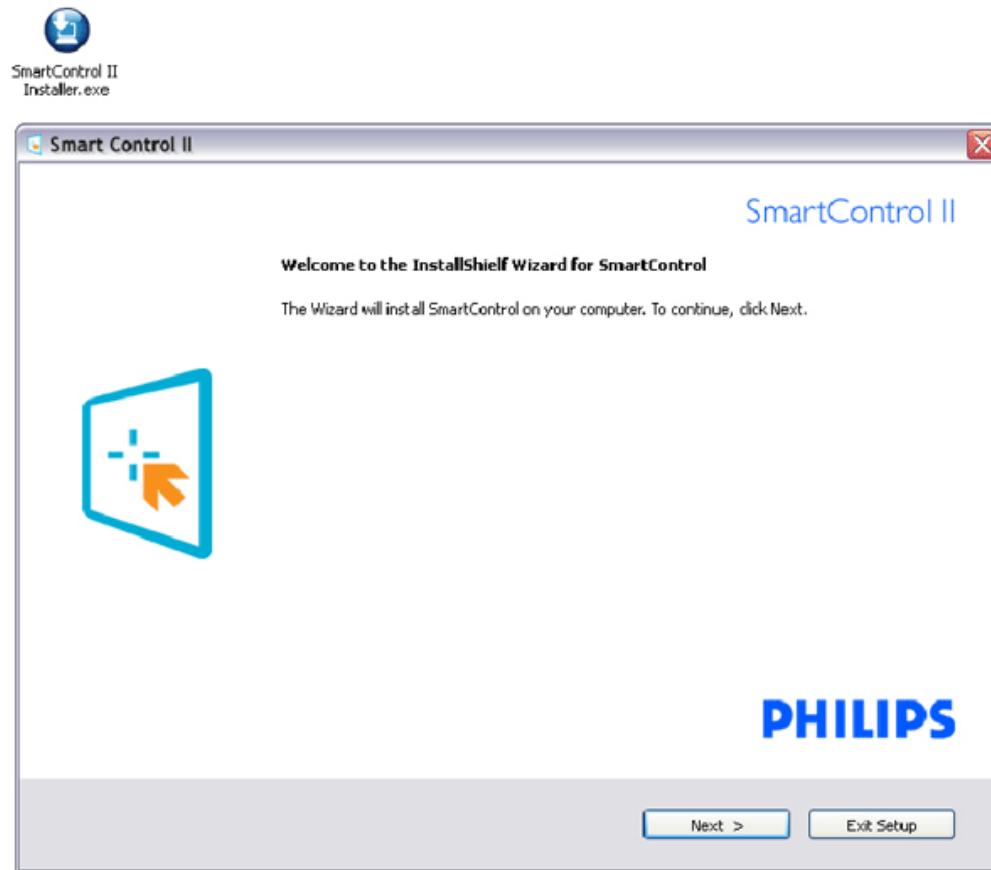 SmartControl II
Installer.exe
Smart Control II
SmartControl II
Welcome to the InstallShielf Wizard for SmartControl
The Wizard will install SmartControl on your computer. To continue, click Next.
PHILIPS
Next >
Exit Setup